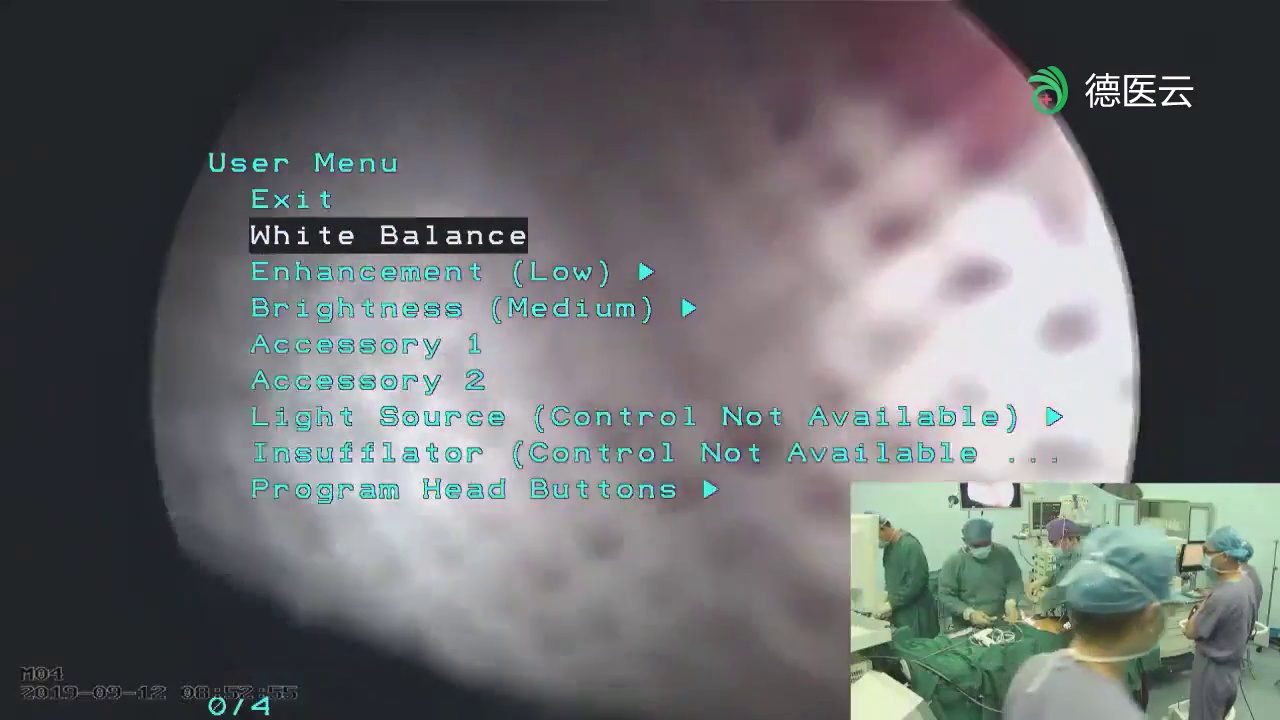 德医云
User Menu
Exit
White Balance
Enhancement (Low) ▶
Brightness (Medium) ▶
Accessory 1
Accessory 2
Light Source (Control Not Available) ▶
Insufflator (Control Not Available ...
Program Head Buttons ▶
M04
2019-09-12 08:52:55
0/4